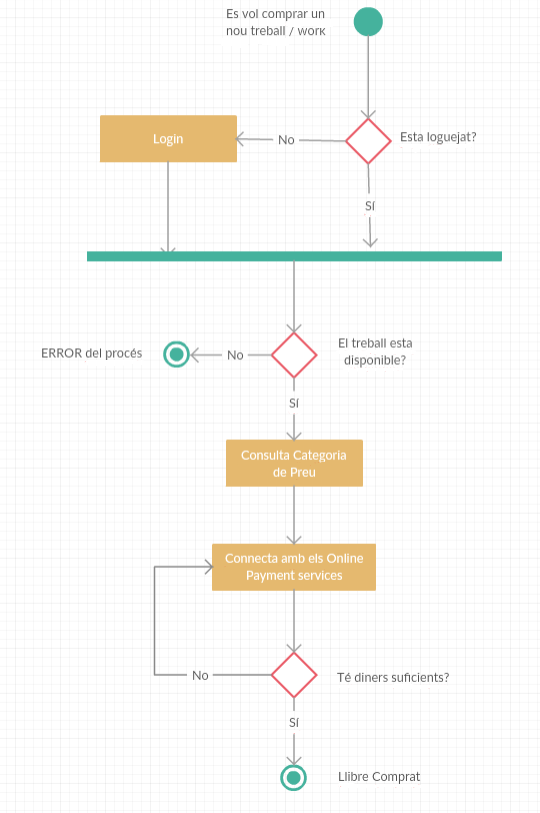 Es vol comprar un
nou treball / work
Login
No
Esta loguejat?
Sí
ERROR del procés
No
El treball esta
disponible?
Sí
Consulta Categoria
de Preu
Connecta amb els Online
Payment services
No
Té diners suficients?
Sí
Llibre Comprat